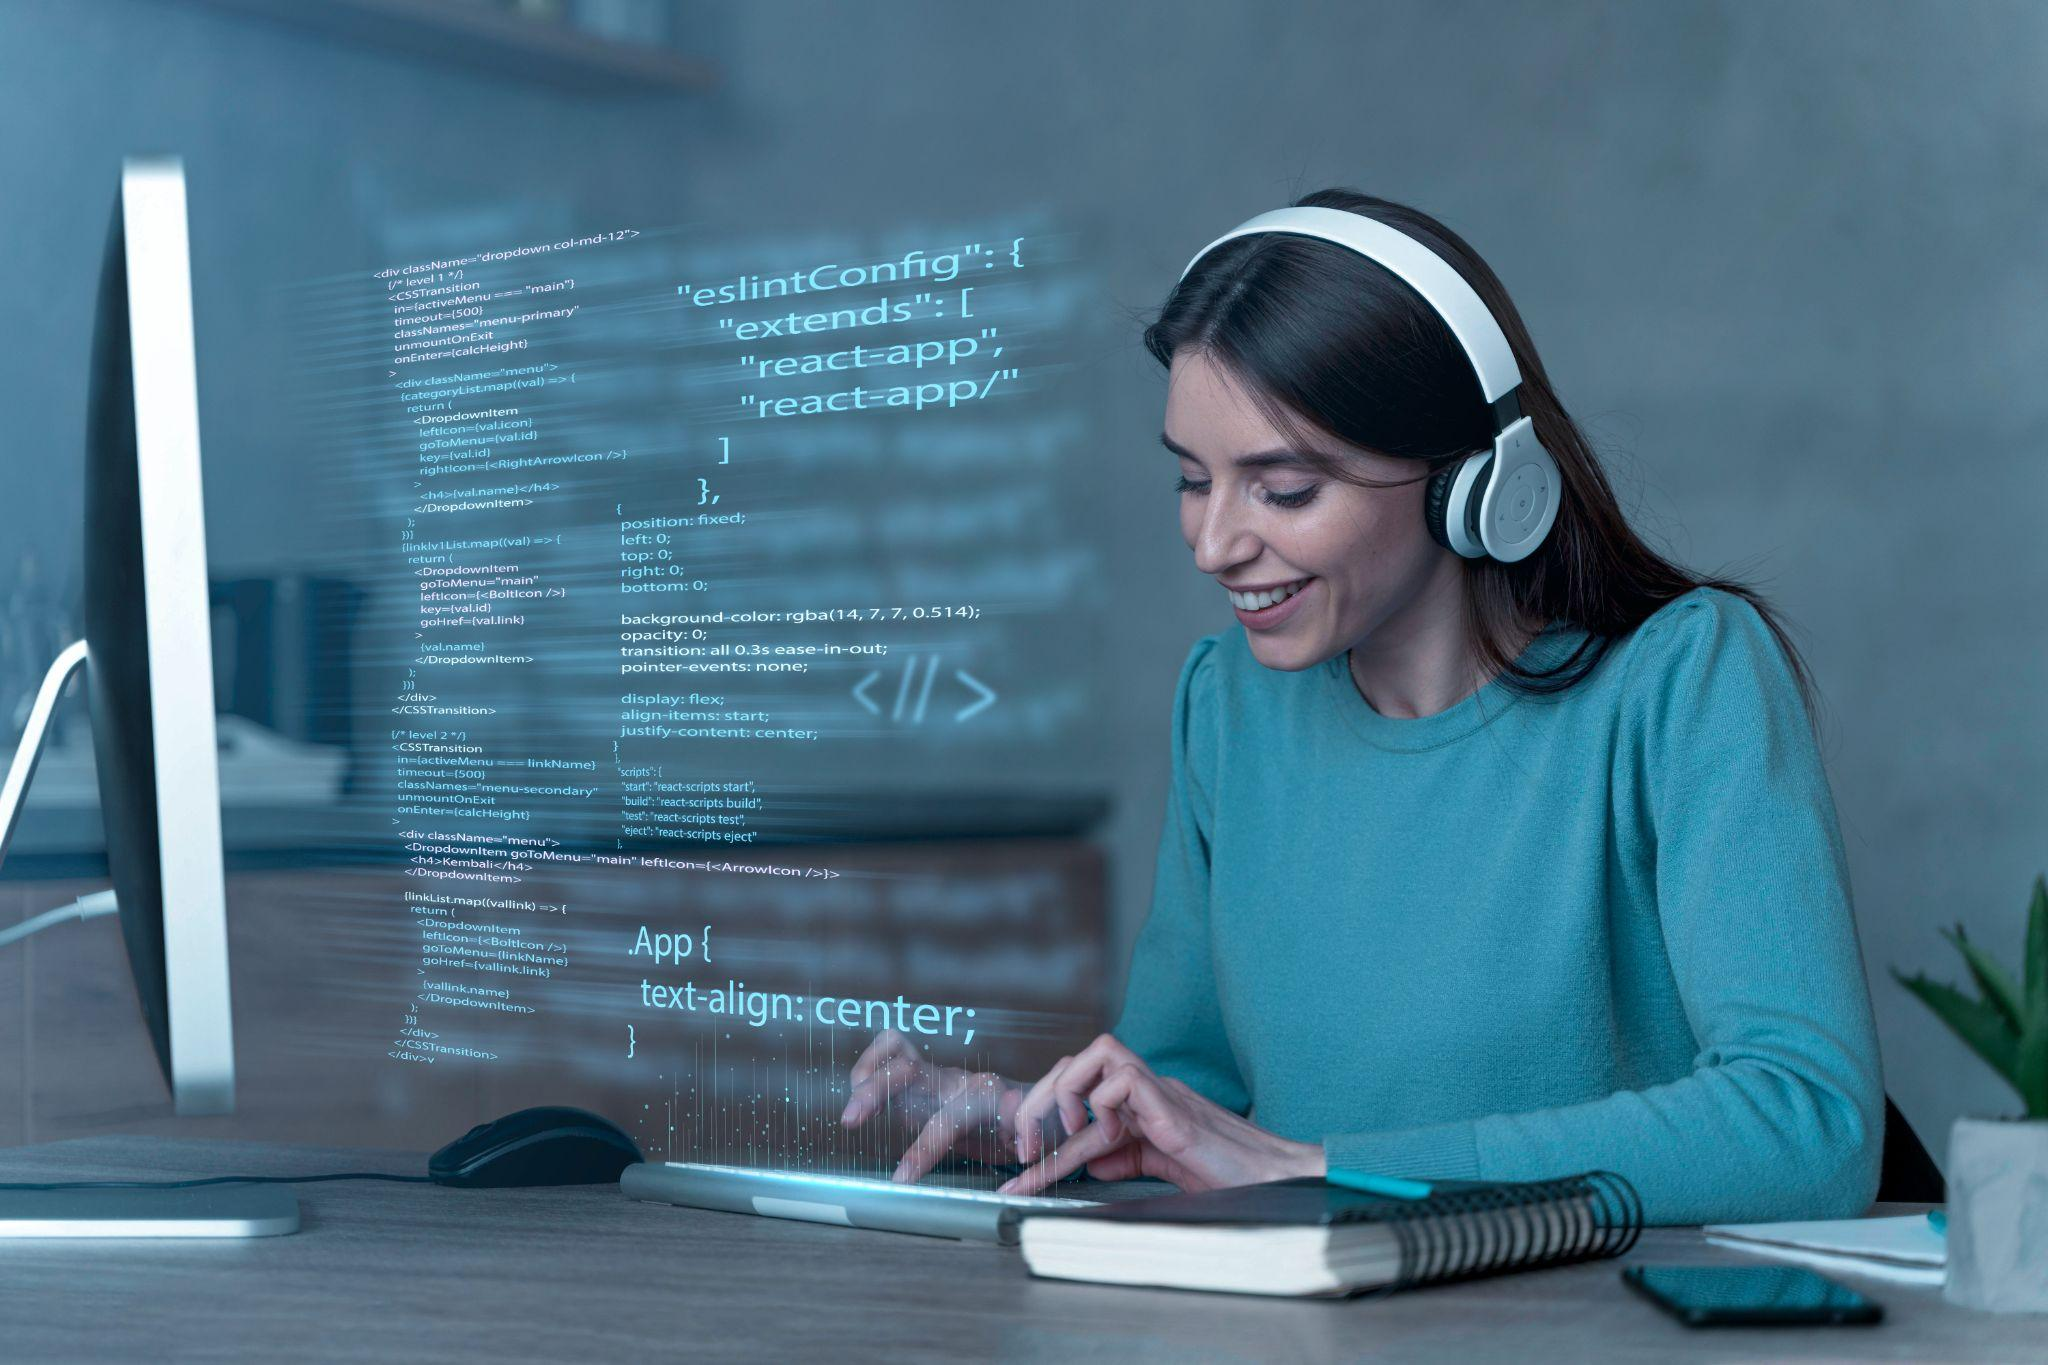 <div className="dropdown col-md-12">
{/* level 1 */}
<CSSTransition
in={activeMenu === "main"}
timeout={500}
classNames="menu-primary"
unmountOnExit
onEnter={calcHeight}
>
<div className="menu">
{categoryList.map((val) => {
return (
<DropdownItem
leftIcon={val.icon}
goToMenu={val.id}
key={val.id}
rightIcon={<RightArrowIcon />}
>
<h4>{val.name}</h4>
</DropdownItem>
);
})}
{linklv1List.map((val) => {
return (
<DropdownItem
goToMenu="main"
leftIcon={<BoltIcon />}
key={val.id}
goHref={val.link}
>
{val.name}
</DropdownItem>
);
})}
</div>
</CSSTransition>
{/* level 2 */}
<CSSTransition
in={activeMenu === linkName}
timeout={500}
classNames="menu-secondary"
unmountOnExit
onEnter={calcHeight}
>
<div className="menu">
<DropdownItem goToMenu="main" leftIcon={<ArrowIcon />}>
<h4>Kembali</h4>
</DropdownItem>
{linkList.map((vallink) => {
return (
<DropdownItem
leftIcon={<BoltIcon />}
goToMenu={linkName}
goHref={vallink.link}
>
{vallink.name}
</DropdownItem>
);
})}
</div>
</CSSTransition>
</div>v
"eslintConfig": {
"extends": [
"react-app",
"react-app/"
]
},
{
position: fixed;
left: 0;
top: 0;
right: 0;
bottom: 0;
background-color: rgba(14, 7, 7, 0.514);
opacity: 0;
transition: all 0.3s ease-in-out;
pointer-events: none;
display: flex;
align-items: start;
justify-content: center;
}
},
"scripts": {
"start": "react-scripts start",
"build": "react-scripts build",
"test": "react-scripts test",
"eject": "react-scripts eject"
},
<//>
.App {
text-align: center;
}